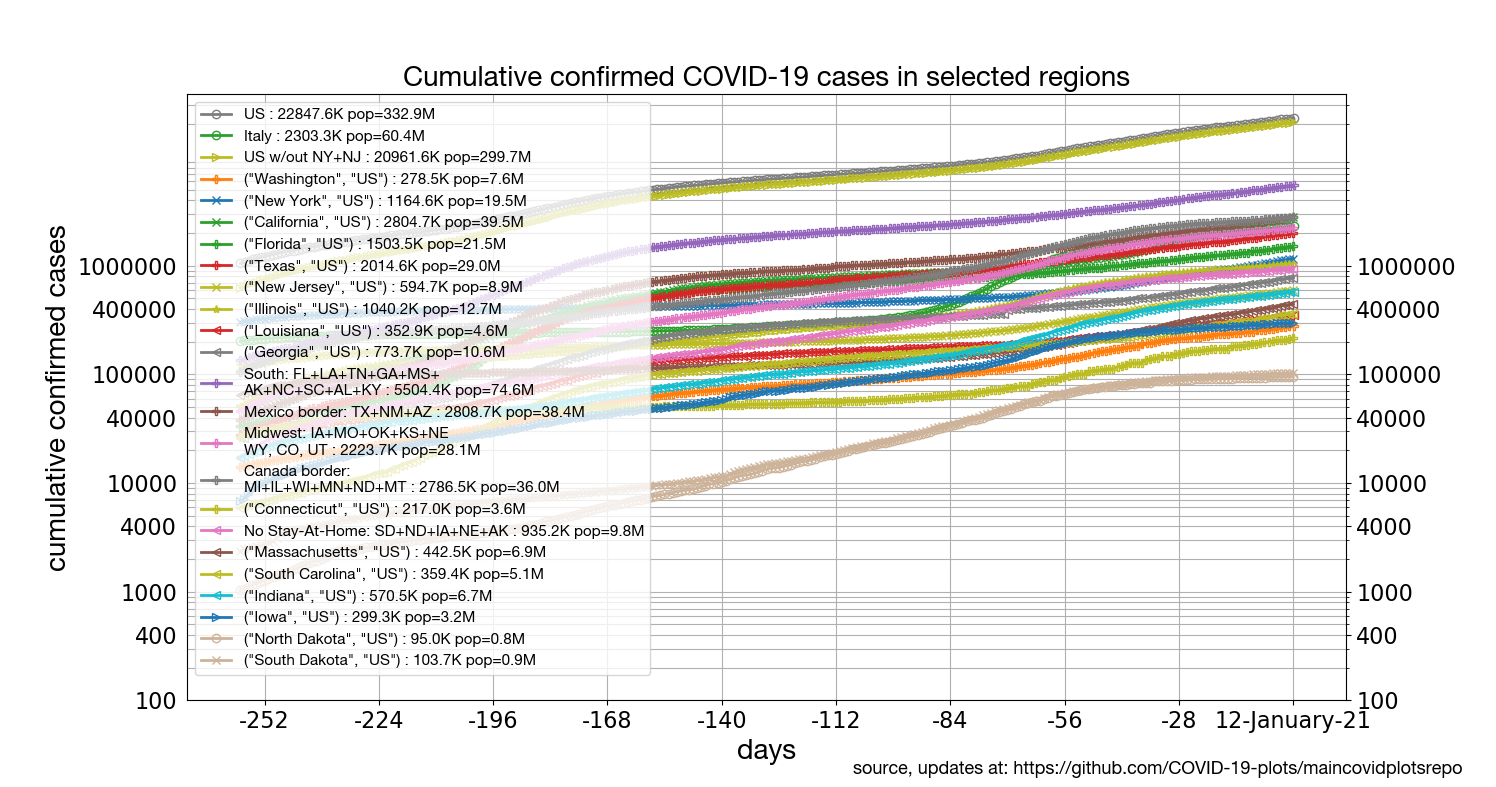 Cumulative confirmed COVID-19 cases in selected regions
cumulative confirmed cases
1000000
400000
100000
40000
10000
4000
1000
400
100
US : 22847.6K pop=332.9M
Italy : 2303.3K pop=60.4M
US w/out NY+NJ : 20961.6K pop=299.7M
("Washington", "US") : 278.5K pop=7.6M
("New York", "US") : 1164.6K pop=19.5M
("California", "US") : 2804.7K pop=39.5M
("Florida", "US") : 1503.5K pop=21.5M
("Texas", "US") : 2014.6K pop=29.0M
("New Jersey", "US") : 594.7K pop=8.9M
("Illinois", "US") : 1040.2K pop=12.7M
("Louisiana", "US") : 352.9K pop=4.6M
("Georgia", "US") : 773.7K pop=10.6M
South: FL+LA+TN+GA+MS+
AK+NC+SC+AL+KY : 5504.4K pop=74.6M
Mexico border: TX+NM+AZ : 2808.7K pop=38.4M
Midwest: IA+MO+OK+KS+NE
WY, CO, UT : 2223.7K pop=28.1M
Canada border:
MI+IL+WI+MN+ND+MT : 2786.5K pop=36.0M
("Connecticut", "US") : 217.0K pop=3.6M
No Stay-At-Home: SD+ND+IA+NE+AK : 935.2K pop=9.8M
("Massachusetts", "US") : 442.5K pop=6.9M
("South Carolina", "US") : 359.4K pop=5.1M
("Indiana", "US") : 570.5K pop=6.7M
("Iowa", "US") : 299.3K pop=3.2M
("North Dakota", "US") : 95.0K pop=0.8M
("South Dakota", "US") : 103.7K pop=0.9M
1000000
400000
100000
40000
10000
4000
1000
400
100
-252 -224 -196 -168 -140 -112 -84 -56 -28 12-January-21
days
source, updates at: https://github.com/COVID-19-plots/maincovidplotsrepo